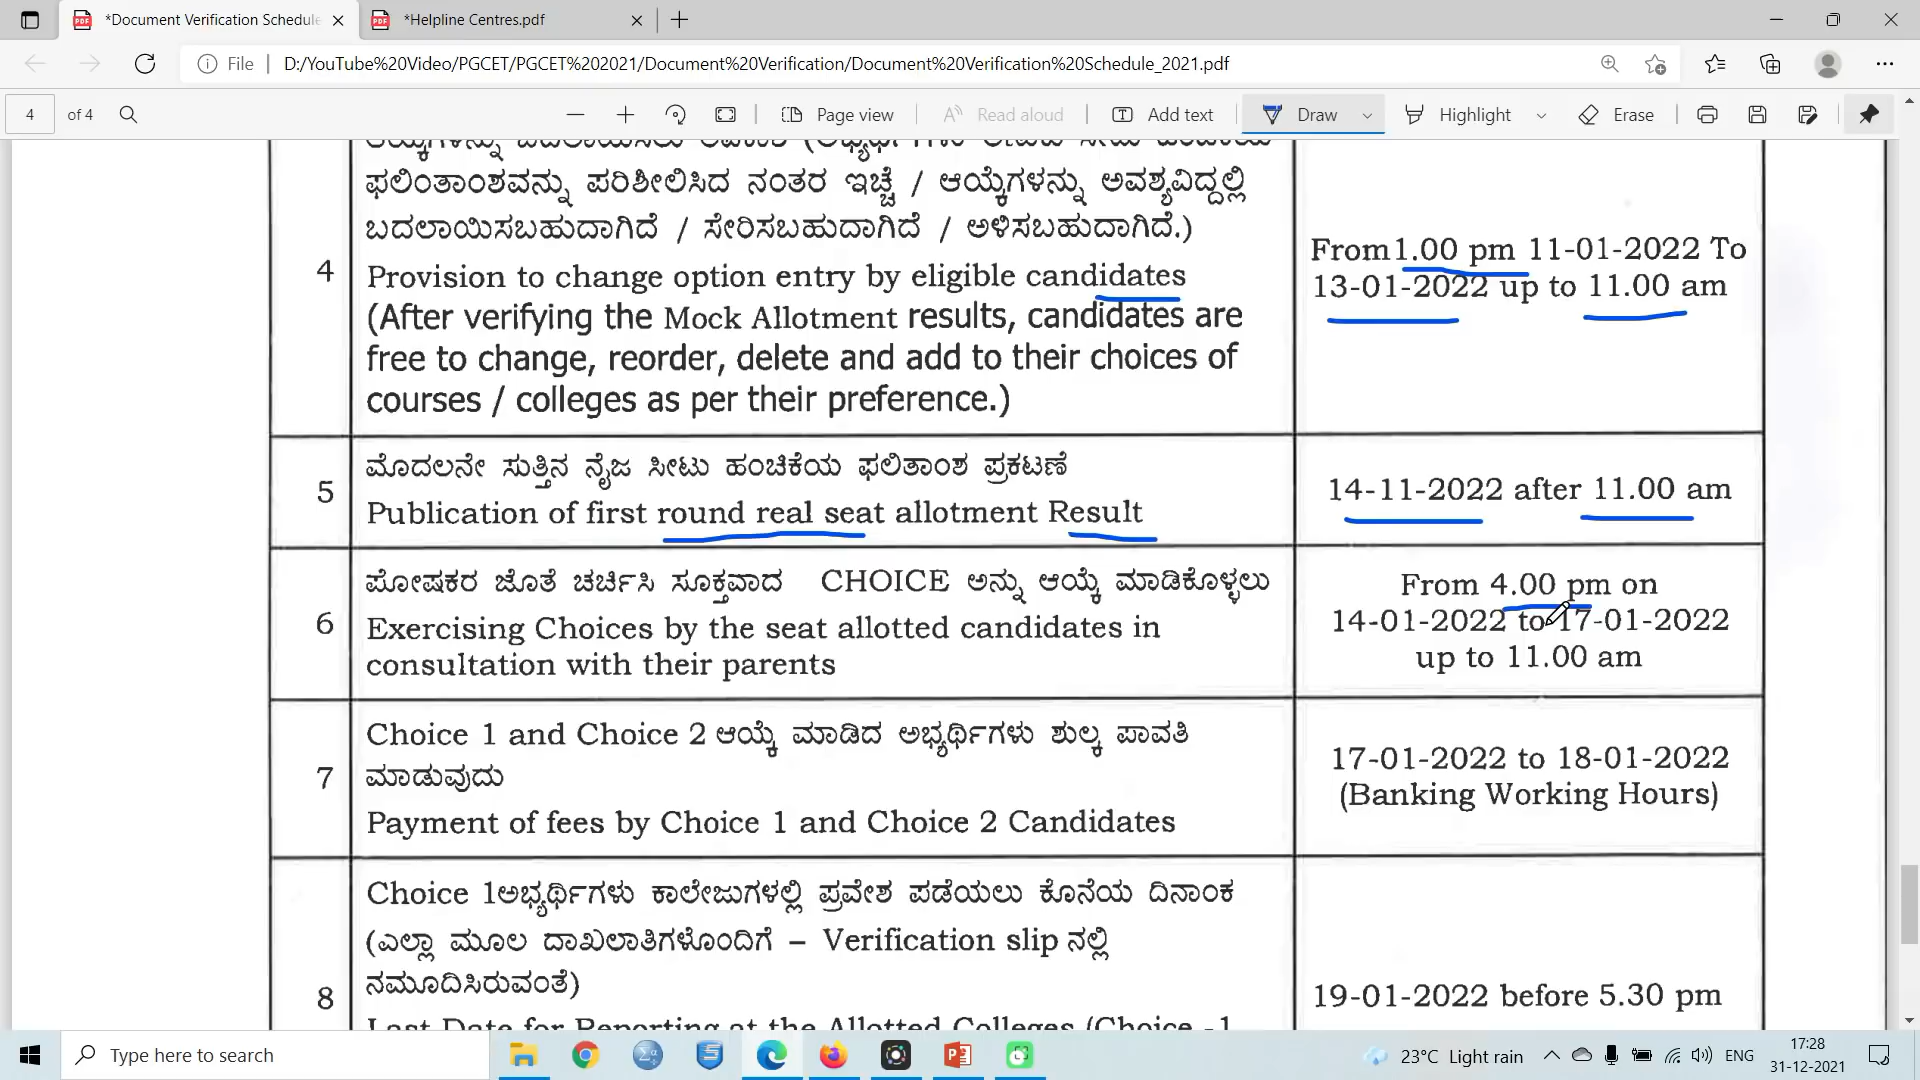 *Document Verification Schedule
*Helpline Centres.pdf
File
D:/YouTube%20Video/PGCET/PGCET%202021/Document%20Verification/Document%20Verification%20Schedule_2021.pdf
4 of 4
Page view
Read aloud
Add text
Draw
Highlight
Erase
ಫಲಿಂತಾಂಶವನ್ನು ಪರಿಶೀಲಿಸಿದ ನಂತರ ಇಚ್ಛೆ / ಆಯ್ಕೆಗಳನ್ನು ಅವಶ್ಯವಿದ್ದಲ್ಲಿ
ಬದಲಾಯಿಸಬಹುದಾಗಿದೆ / ಸೇರಿಸಬಹುದಾಗಿದೆ / ಅಳಿಸಬಹುದಾಗಿದೆ.)
4
Provision to change option entry by eligible candidates
(After verifying the Mock Allotment results, candidates are
free to change, reorder, delete and add to their choices of
courses / colleges as per their preference.)
From 1.00 pm 11-01-2022 To
13-01-2022 up to 11.00 am
5
ಮೊದಲನೇ ಸುತ್ತಿನ ನೈಜ ಸೀಟು ಹಂಚಿಕೆಯ ಫಲಿತಾಂಶ ಪ್ರಕಟಣೆ
Publication of first round real seat allotment Result
14-11-2022 after 11.00 am
6
ಪೋಷಕರ ಜೊತೆ ಚರ್ಚಿಸಿ ಸೂಕ್ತವಾದ CHOICE ಅನ್ನು ಆಯ್ಕೆ ಮಾಡಿಕೊಳ್ಳಲು
Exercising Choices by the seat allotted candidates in
consultation with their parents
From 4.00 pm on
14-01-2022 to 17-01-2022
up to 11.00 am
7
Choice 1 and Choice 2 ಆಯ್ಕೆ ಮಾಡಿದ ಅಭ್ಯರ್ಥಿಗಳು ಶುಲ್ಕ ಪಾವತಿ
ಮಾಡುವುದು
Payment of fees by Choice 1 and Choice 2 Candidates
17-01-2022 to 18-01-2022
(Banking Working Hours)
8
Choice 1ಅಭ್ಯರ್ಥಿಗಳು ಕಾಲೇಜುಗಳಲ್ಲಿ ಪ್ರವೇಶ ಪಡೆಯಲು ಕೊನೆಯ ದಿನಾಂಕ
(ಎಲ್ಲಾ ಮೂಲ ದಾಖಲಾತಿಗಳೊಂದಿಗೆ – Verification slip ನಲ್ಲಿ
ನಮೂದಿಸಿರುವಂತೆ)
Last Date for Reporting at the Allotted Colleges (Choice -1
19-01-2022 before 5.30 pm
Type here to search
23°C Light rain
ENG
17:28
31-12-2021